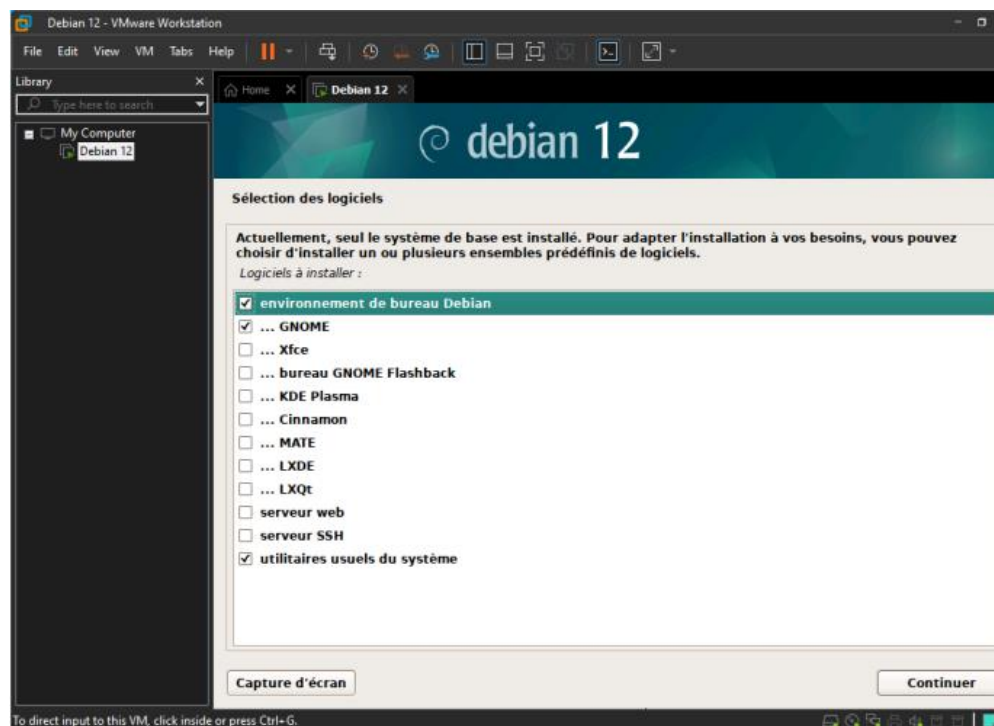 Debian 12 - VMware Workstation
File Edit View VM Tabs Help
Library
Type here to search
My Computer
Debian 12
Home
Debian 12
debian 12
Sélection des logiciels
Actuellement, seul le système de base est installé. Pour adapter l'installation à vos besoins, vous pouvez
choisir d'installer un ou plusieurs ensembles prédéfinis de logiciels.
Logiciels à installer :
environnement de bureau Debian
... GNOME
... Xfce
... bureau GNOME Flashback
... KDE Plasma
... Cinnamon
... MATE
... LXDE
... LXQt
serveur web
serveur SSH
utilitaires usuels du système
Capture d'écran
Continuer
To direct input to this VM, click inside or press Ctrl+G.